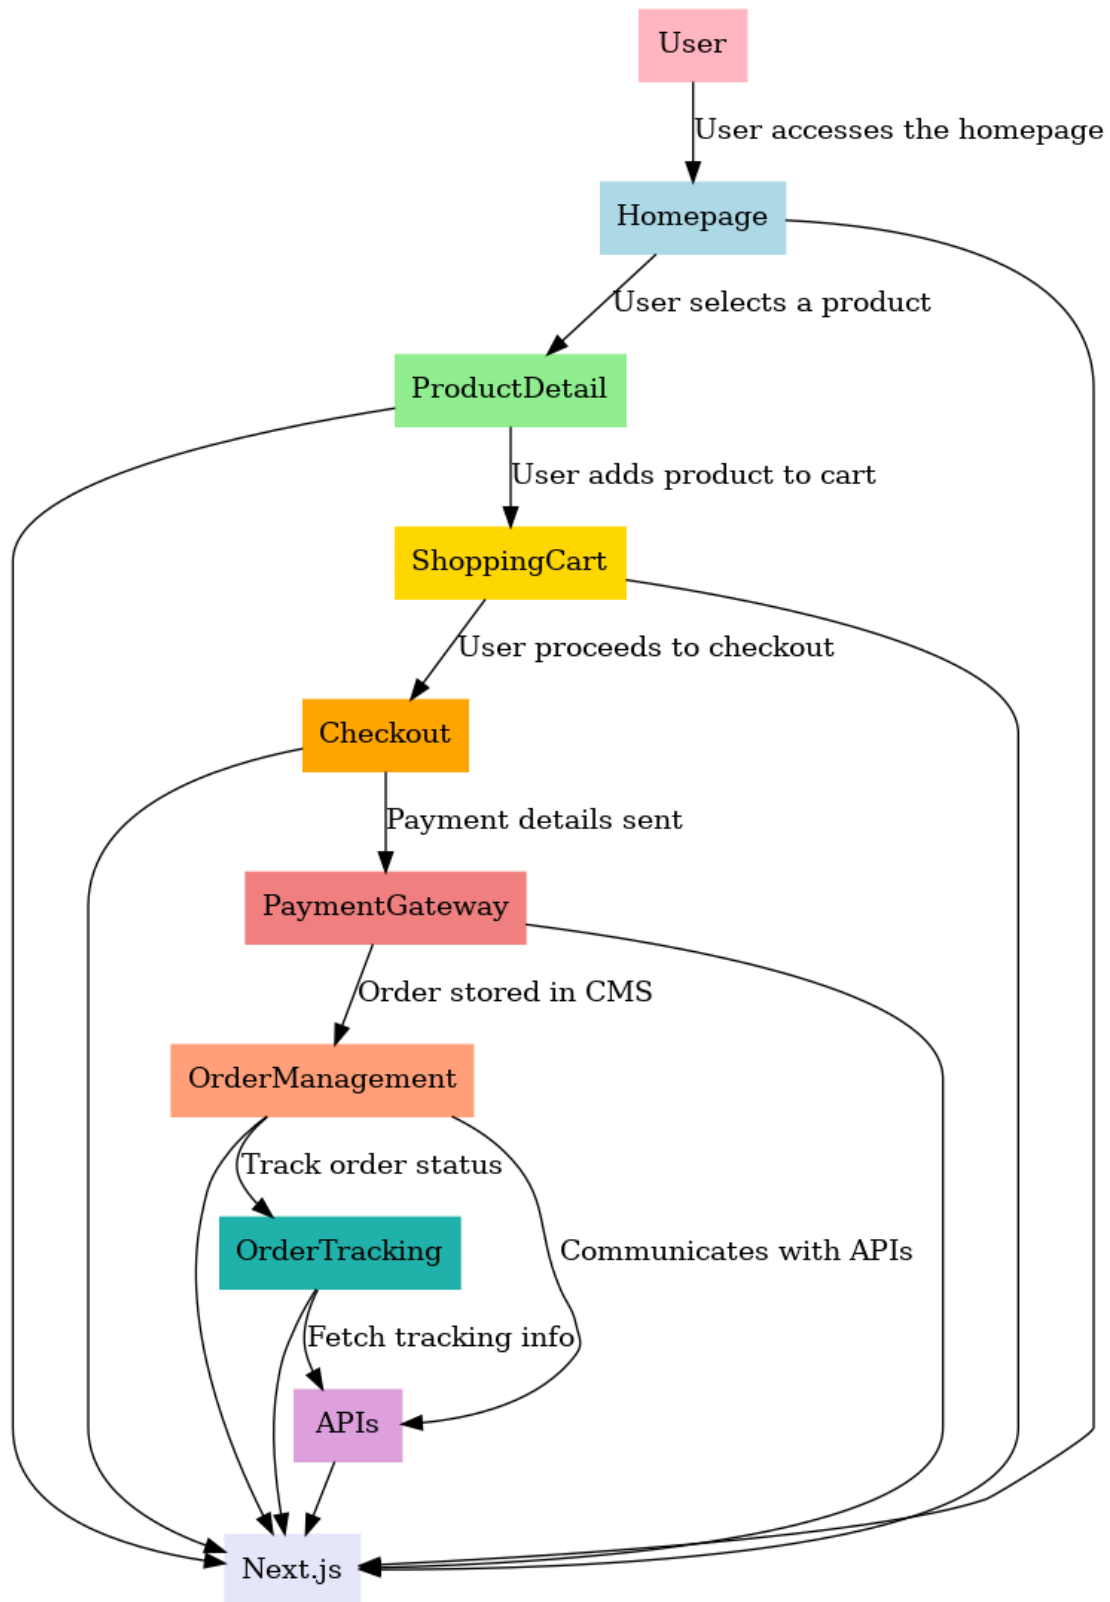 User
User accesses the homepage
Homepage
User selects a product
ProductDetail
User adds product to cart
ShoppingCart
User proceeds to checkout
Checkout
Payment details sent
PaymentGateway
Order stored in CMS
OrderManagement
Track order status
OrderTracking
Communicates with APIs
Fetch tracking info
APIs
Next.js